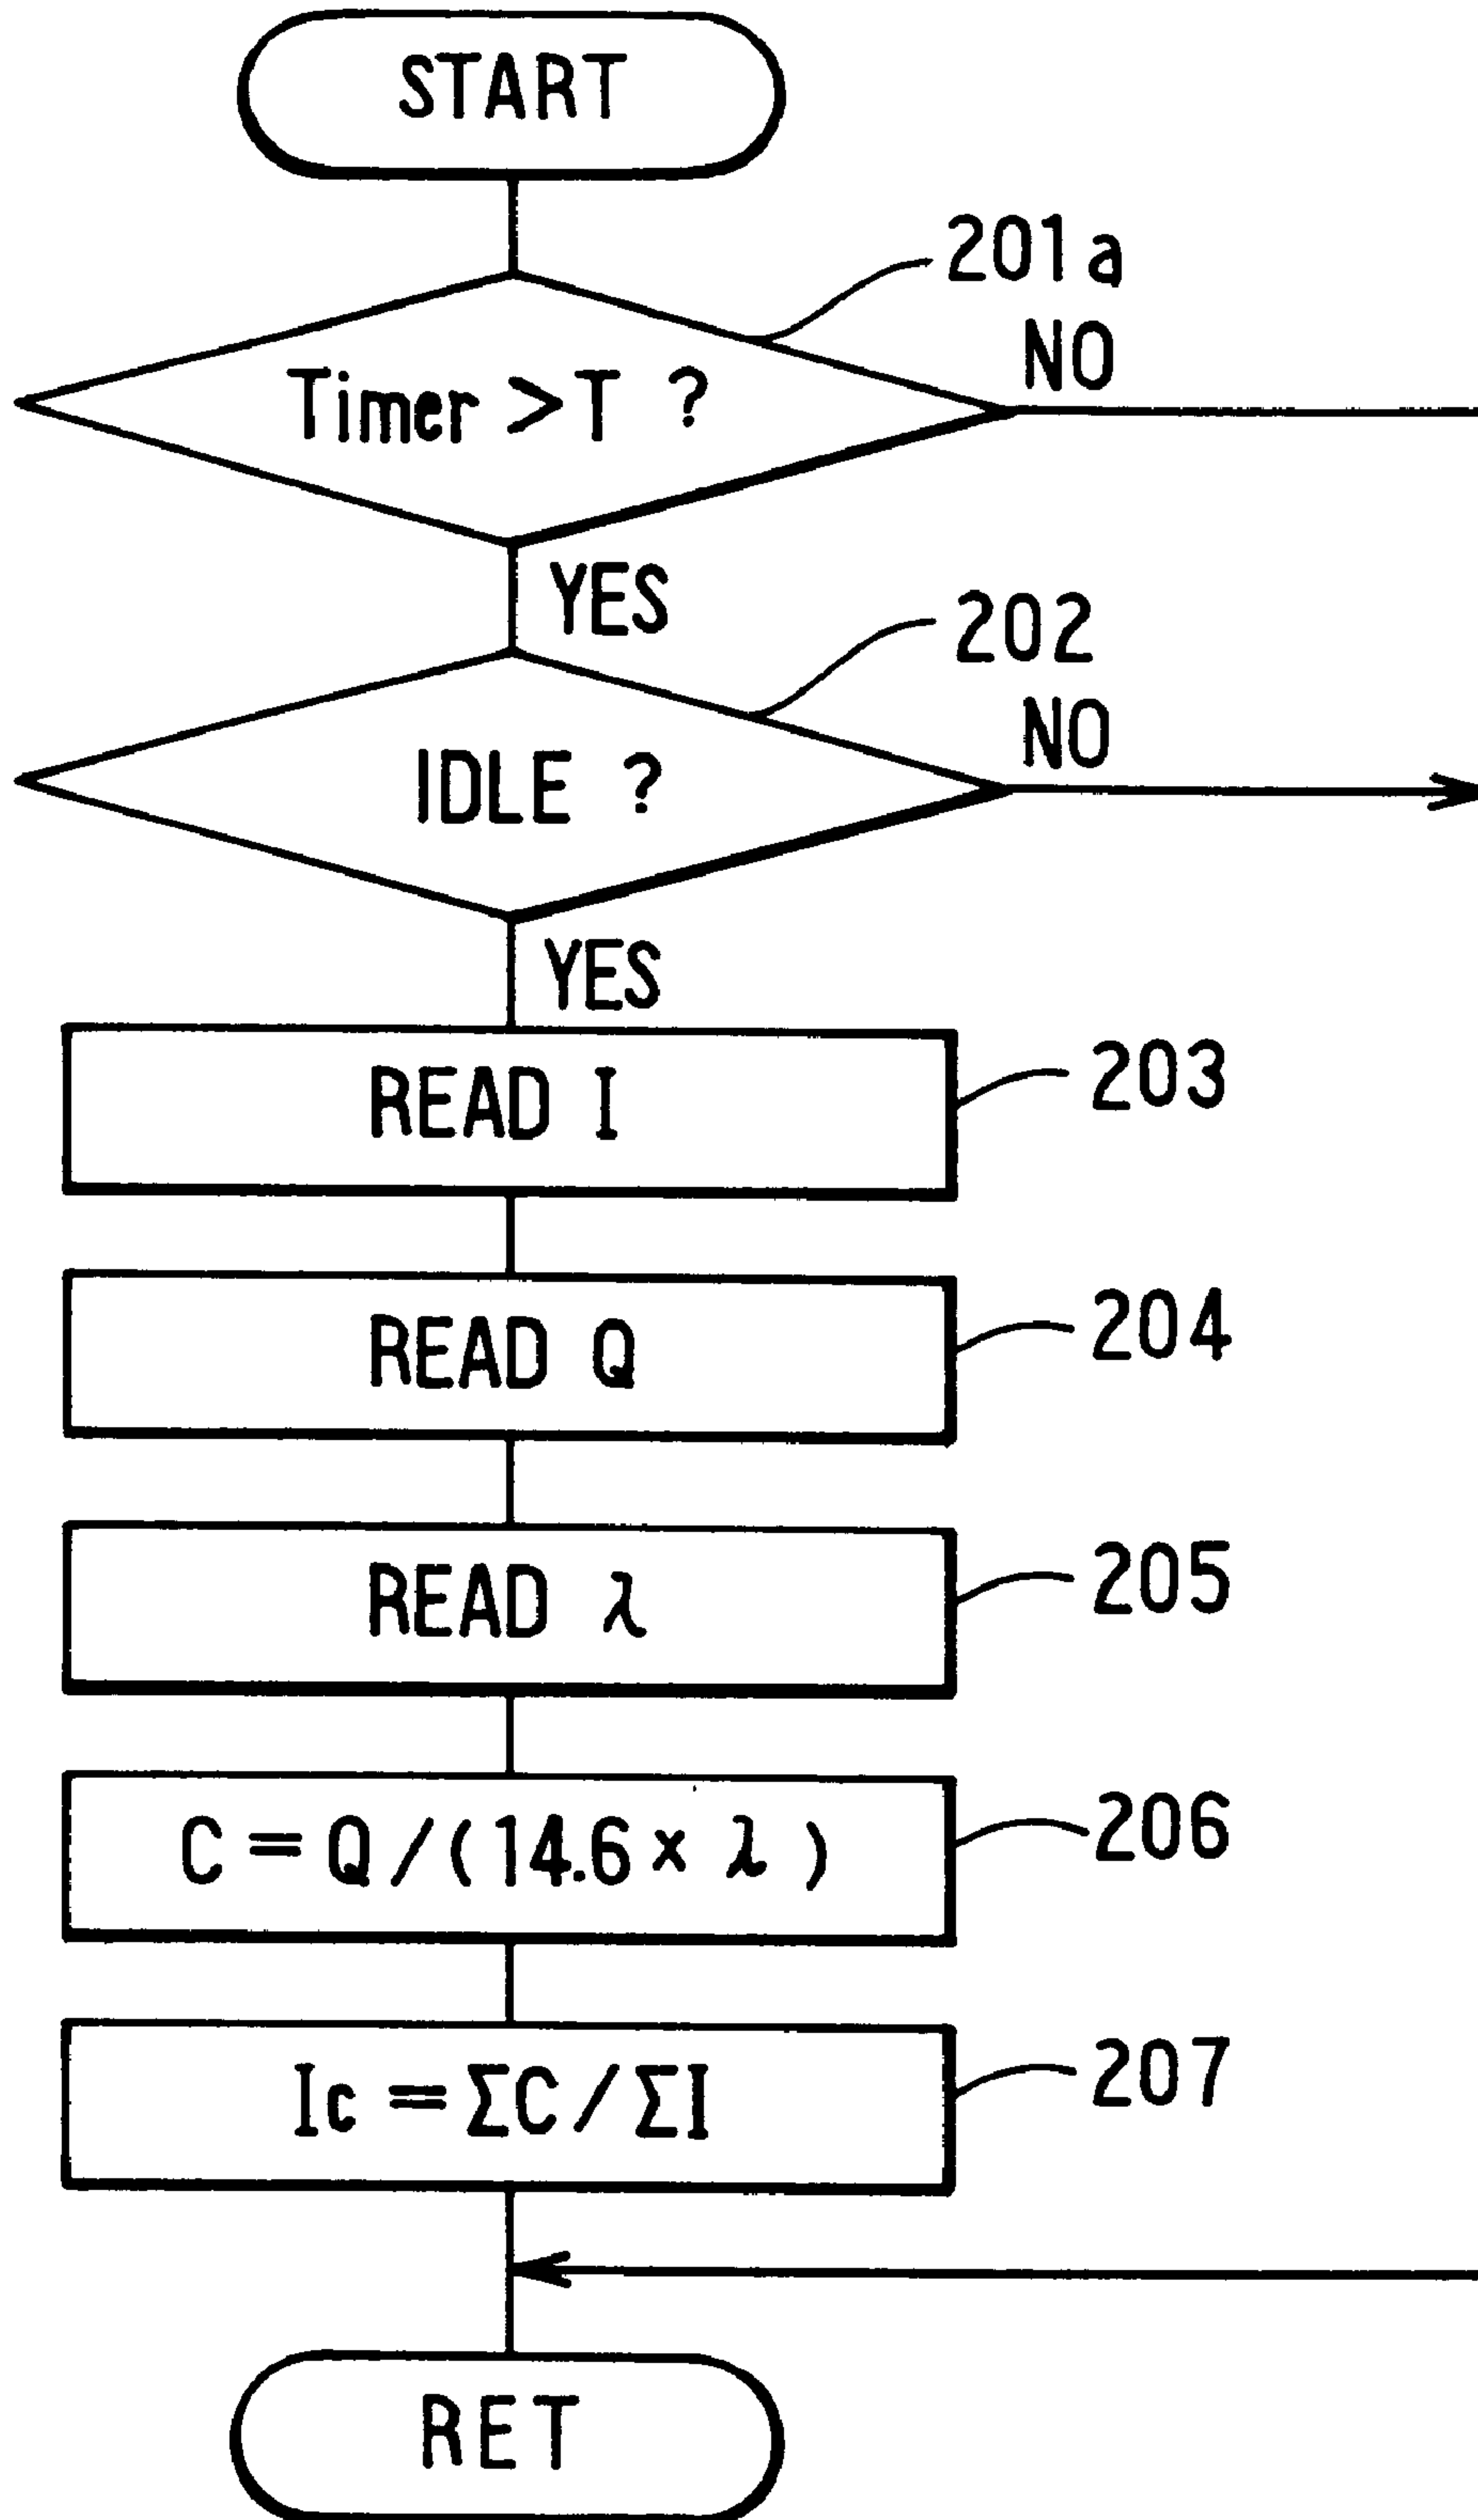 START
201a
NO
Timer > T ?
YES
202
NO
IDLE ?
YES
READ I
203
READ Q
204
READ λ
205
C = Q / (14.6 × λ )
206
Ic = ΣC / ΣI
207
RET